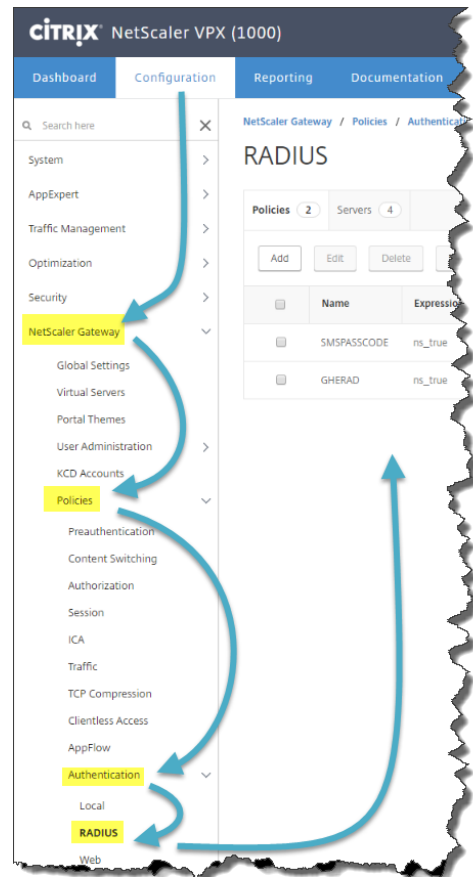 CİTRIX NetScaler VPX (1000)
Dashboard Configuration Reporting Documentation
Search here
NetScaler Gateway / Policies /
System
RADIUS
AppExpert
Policies 2 Servers 4
Traffic Management
Add Edit Delete
Optimization
Security
Name
NetScaler Gateway
SMSPASSCODE ns_true
Global Settings
GHERAD ns_true
Virtual Servers
Portal Themes
User Administration
KCD Accounts
Policies
Preauthentication
Content Switching
Authorization
Session
ICA
Traffic
TCP Compression
Clientless Access
AppFlow
Authentication
Local
RADIUS
Web